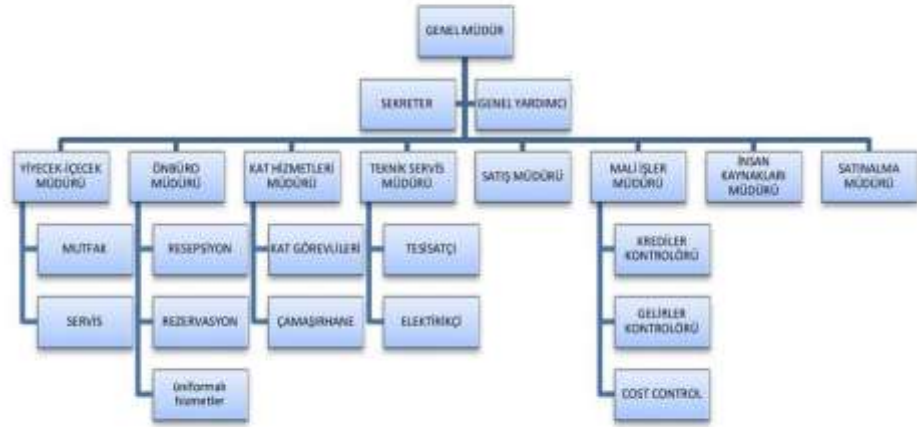 GENEL MÜDÜR
SEKRETER
GENEL YARDIMCI
YİYECEK-İÇECEK
MÜDÜRÜ
ÖNBÜRO
MÜDÜRÜ
KAT HİZMETLERİ
MÜDÜRÜ
TEKNİK SERVİS
MÜDÜRÜ
SATIŞ MÜDÜRÜ
MALİ İŞLER
MÜDÜRÜ
İNSAN
KAYNAKLARI
MÜDÜRÜ
SATINALMA
MÜDÜRÜ
MUTFAK
RESEPSİYON
KAT GÖREVLİLERİ
TESİSATÇI
KREDİLER
KONTROLÖRÜ
SERVİS
REZERVASYON
ÇAMAŞIRHANE
ELEKTİRİKÇİ
GELİRLER
KONTROLÖRÜ
üniformalı
hizmetler
COST CONTROL